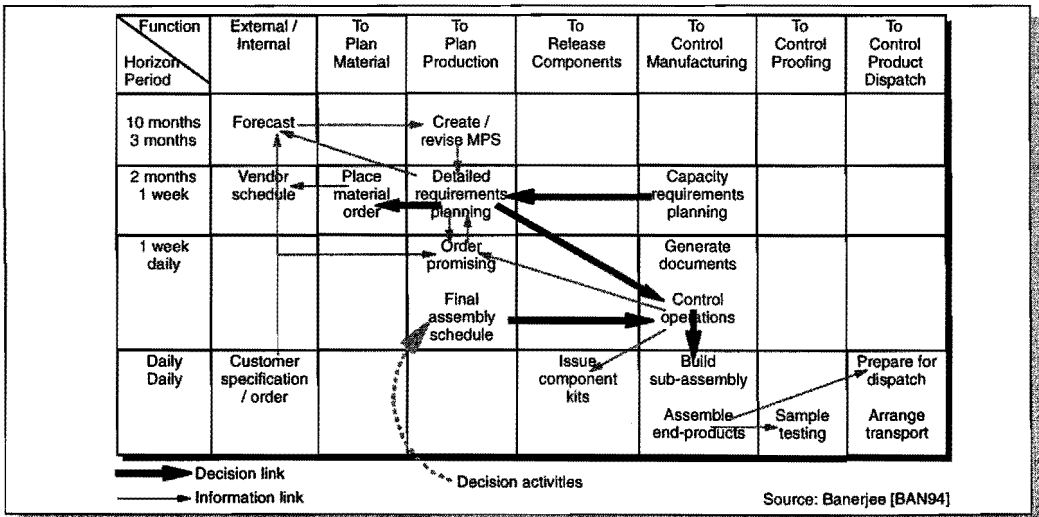 Function
Horizon
Period
External /
Internal
To
Plan
Material
To
Plan
Production
To
Release
Components
To
Control
Manufacturing
To
Control
Proofing
To
Control
Product
Dispatch
10 months
3 months
Forecast
Create /
revise MPS
2 months
1 week
Vendor
schedule
Place
material
order
Detailed
requirements
planning
Capacity
requirements
planning
1 week
daily
Order
promising
Final
assembly
schedule
Generate
documents
Control
operations
Daily
Daily
Customer
specification
/ order
Issue
component
kits
Build
sub-assembly
Assemble
end-products
Sample
testing
Prepare for
dispatch
Arrange
transport
Decision link
Information link
Decision activities
Source: Banerjee [BAN94]